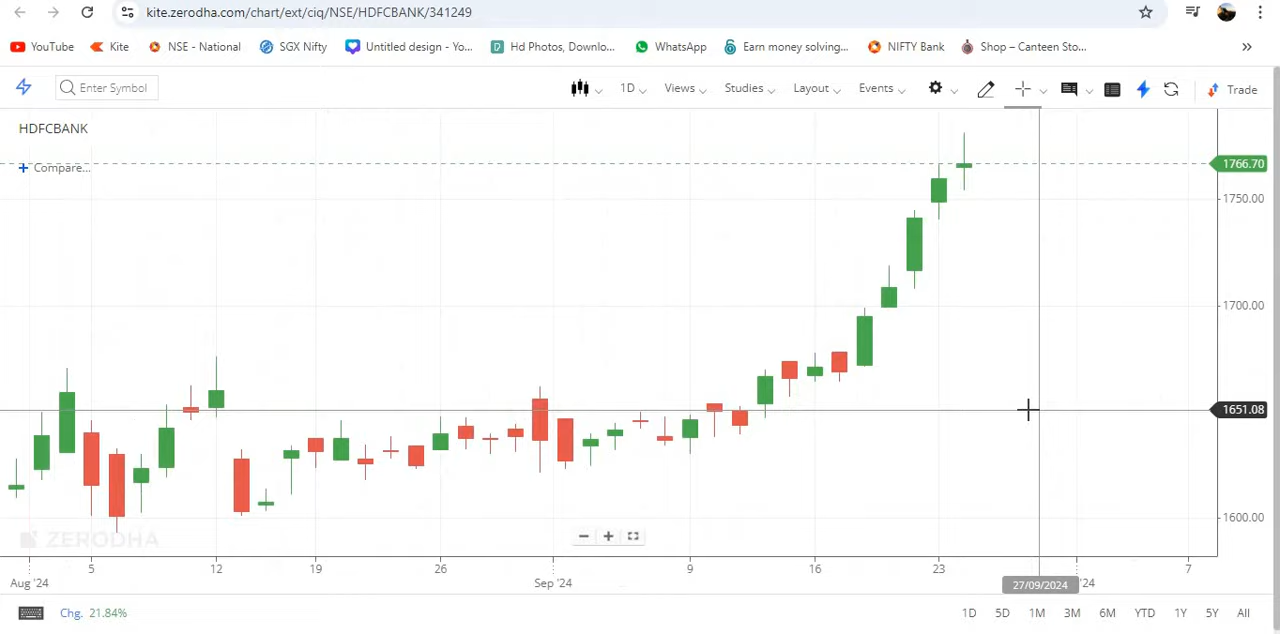 kite.zerodha.com/chart/ext/ciq/NSE/HDFCBANK/341249
YouTube Kite NSE - National SGX Nifty Untitled design - Yo... Hd Photos, Downlo... WhatsApp Earn money solving... NIFTY Bank Shop – Canteen Sto... »
Enter Symbol 1D Views Studies Layout Events Trade
HDFCBANK
+ Compare...
1766.70
1750.00
1700.00
1651.08
1600.00
ZERODHA
5 12 19 26 9 16 23 7
Aug '24 Sep '24 27/09/2024 '24
Chg. 21.84% 1D 5D 1M 3M 6M YTD 1Y 5Y All